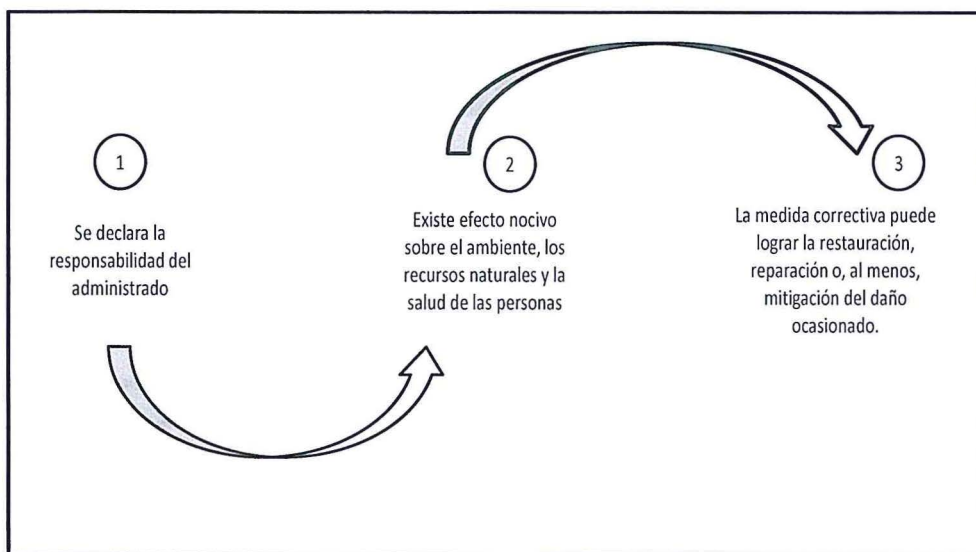 1
Se declara la
responsabilidad del
administrado
2
Existe efecto nocivo
sobre el ambiente, los
recursos naturales y la
salud de las personas
3
La medida correctiva puede
lograr la restauración,
reparación o, al menos,
mitigación del daño
ocasionado.